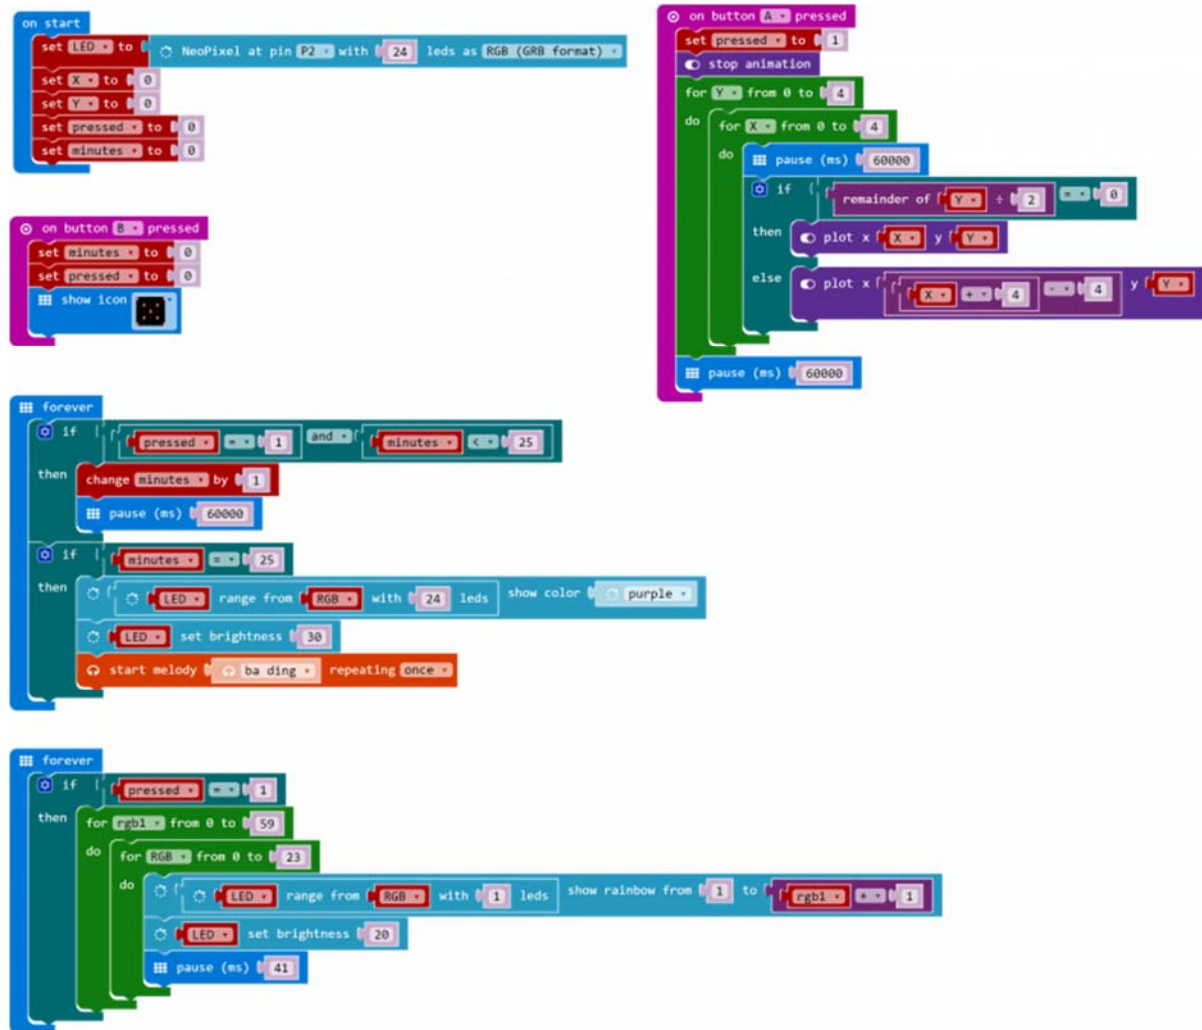 on start
set LED to NeoPixel at pin P2 with 24 leds as RGB (GRB format)
set X to 0
set Y to 0
set pressed to 0
set minutes to 0
on button B pressed
set minutes to 0
set pressed to 0
show icon
on button A pressed
set pressed to 1
stop animation
for Y from 0 to 4
do for X from 0 to 4
do pause (ms) 60000
if remainder of Y ÷ 2 = 0
then plot x X y Y
else plot x X + 4 - 4 y Y
pause (ms) 60000
forever
if pressed = 1 and minutes < 25
then change minutes by 1
pause (ms) 60000
if minutes = 25
then LED range from RGB with 24 leds show color purple
LED set brightness 30
start melody ba ding repeating once
forever
if pressed = 1
then for rgb1 from 0 to 59
do for RGB from 0 to 23
do LED range from RGB with 1 leds show rainbow from 1 to rgb1 + 1
LED set brightness 20
pause (ms) 41